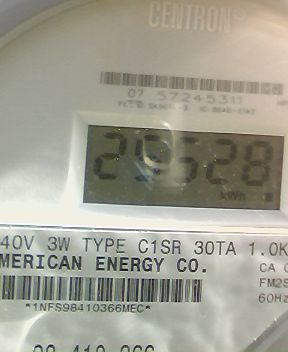 CENTRON®
07 57245311
29528
kWh
40V 3W TYPE C1SR 30TA 1.0K
MERICAN ENERGY CO.
CA 0
FM2S
60Hz
*1NFS98410366MEC*